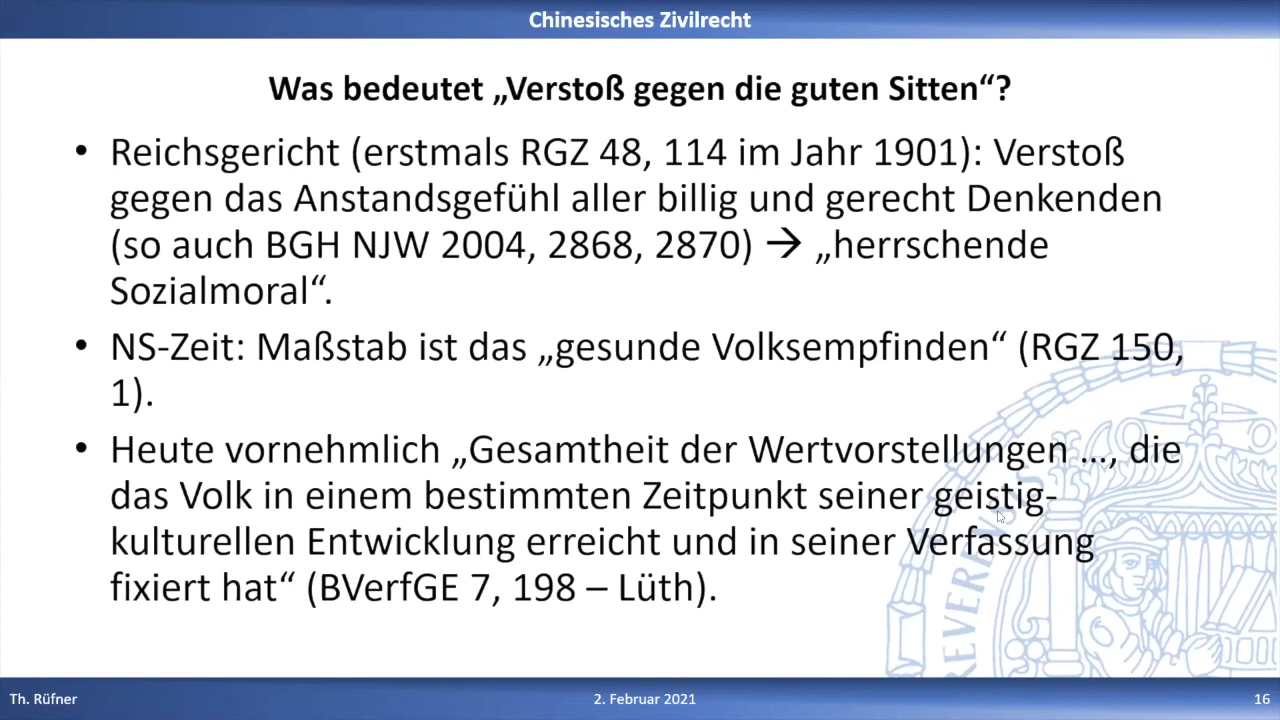 Chinesisches Zivilrecht
Was bedeutet „Verstoß gegen die guten Sitten“?
• Reichsgericht (erstmals RGZ 48, 114 im Jahr 1901): Verstoß
gegen das Anstandsgefühl aller billig und gerecht Denkenden
(so auch BGH NJW 2004, 2868, 2870) → „herrschende
Sozialmoral“.
• NS-Zeit: Maßstab ist das „gesunde Volksempfinden“ (RGZ 150,
1).
• Heute vornehmlich „Gesamtheit der Wertvorstellungen …, die
das Volk in einem bestimmten Zeitpunkt seiner geistig-
kulturellen Entwicklung erreicht und in seiner Verfassung
fixiert hat“ (BVerfGE 7, 198 – Lüth).
Th. Rüfner
2. Februar 2021
16